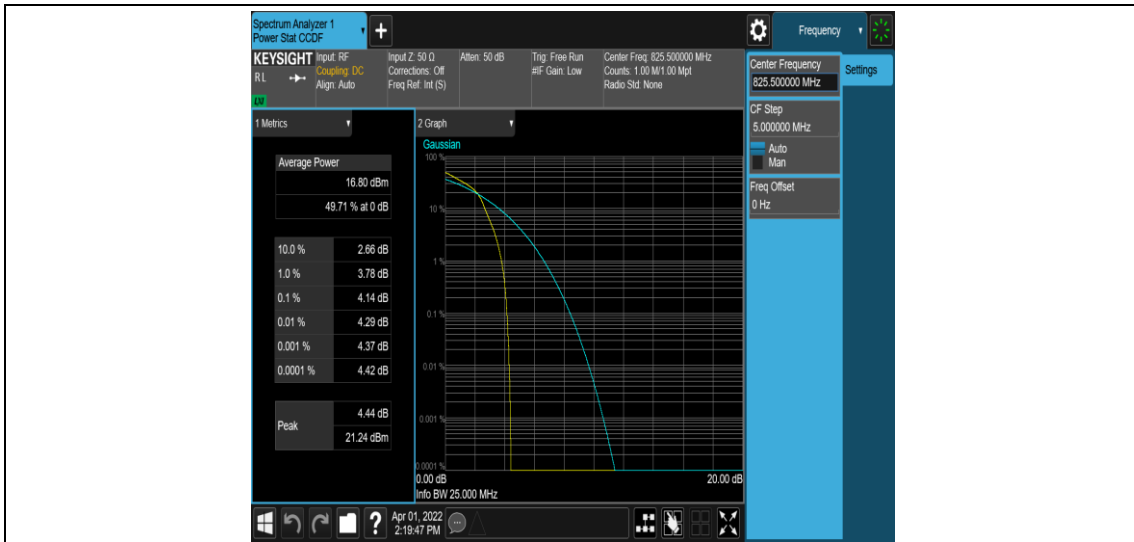 Spectrum Analyzer 1
Power Stat CCDF
+
Frequency
KEYSIGHT
RL
LXI
Input: RF
Coupling: DC
Align: Auto
Input Z: 50 Ω
Corrections: Off
Freq Ref: Int (S)
Atten: 50 dB
Trig: Free Run
#IF Gain: Low
Center Freq: 825.500000 MHz
Counts: 1.00 M/1.00 Mpt
Radio Std: None
Center Frequency
825.500000 MHz
Settings
CF Step
5.000000 MHz
Auto
Man
Freq Offset
0 Hz
1 Metrics
Average Power
16.80 dBm
49.71 % at 0 dB
10.0 % 2.66 dB
1.0 % 3.78 dB
0.1 % 4.14 dB
0.01 % 4.29 dB
0.001 % 4.37 dB
0.0001 % 4.42 dB
Peak
4.44 dB
21.24 dBm
2 Graph
Gaussian
100 %
10 %
1 %
0.1 %
0.01 %
0.001 %
0.0001 %
0.00 dB 20.00 dB
Info BW 25.000 MHz
?
Apr 01, 2022
2:19:47 PM